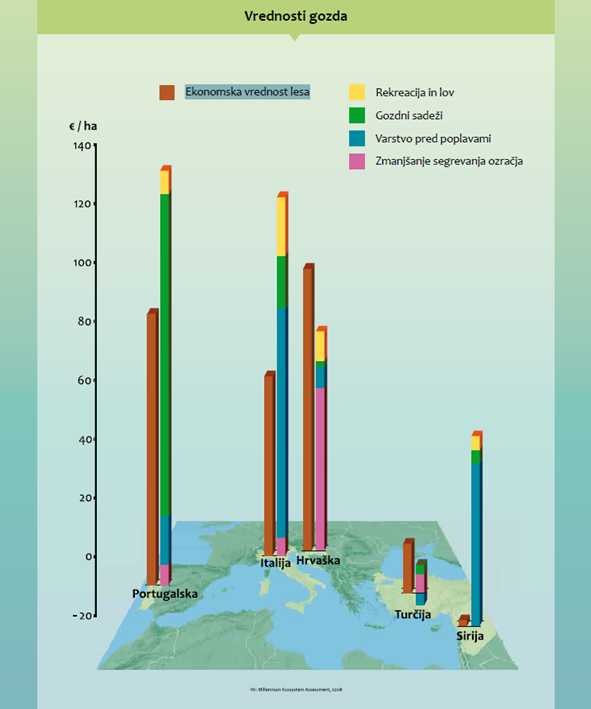 Vrednosti gozda
Ekonomska vrednost lesa
Rekreacija in lov
Gozdni sadeži
Varstvo pred poplavami
Zmanjšanje segrevanja ozračja
€ / ha
140
120
100
80
60
40
20
0
-20
Portugalska
Italija
Hrvaška
Turčija
Sirija
Vir: Millennium Ecosystem Assessment, 2008